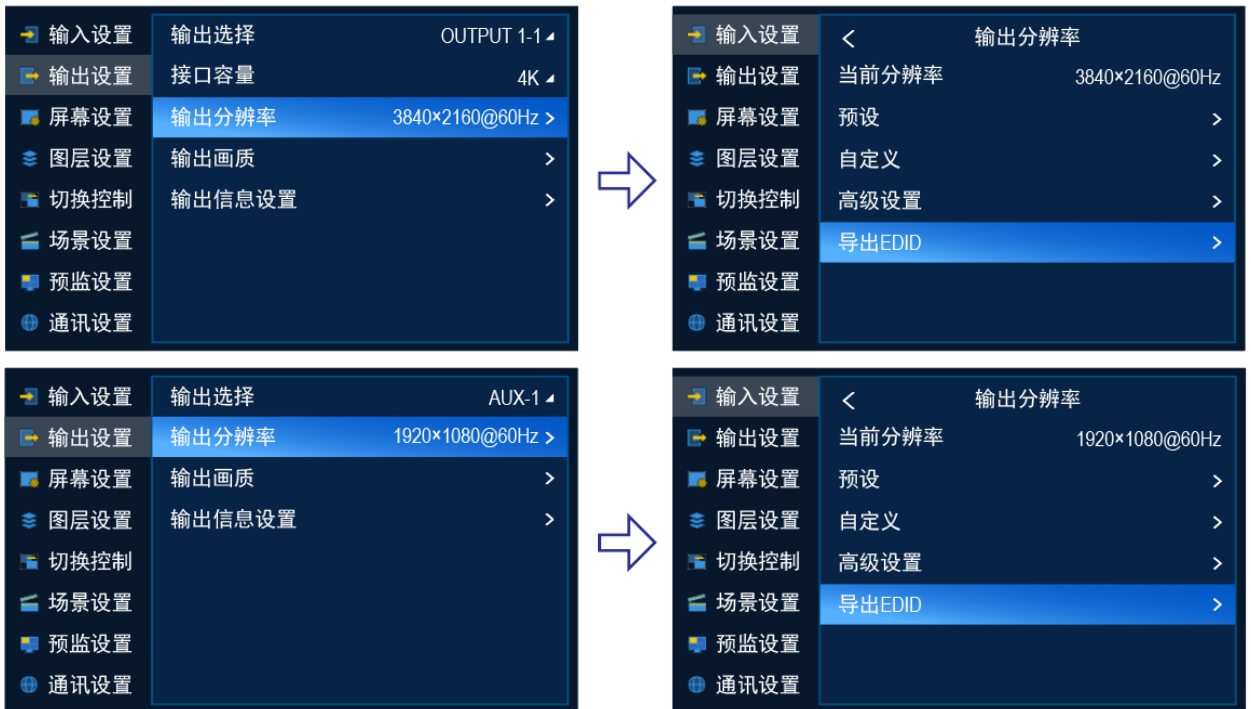 输入设置
输出设置
屏幕设置
图层设置
切换控制
场景设置
预监设置
通讯设置
输出选择 OUTPUT 1-1
接口容量 4K
输出分辨率 3840×2160@60Hz >
输出画质 >
输出信息设置 >
输入设置
输出设置
屏幕设置
图层设置
切换控制
场景设置
预监设置
通讯设置
< 输出分辨率
当前分辨率 3840×2160@60Hz
预设 >
自定义 >
高级设置 >
导出EDID >
输入设置
输出设置
屏幕设置
图层设置
切换控制
场景设置
预监设置
通讯设置
输出选择 AUX-1
输出分辨率 1920×1080@60Hz >
输出画质 >
输出信息设置 >
输入设置
输出设置
屏幕设置
图层设置
切换控制
场景设置
预监设置
通讯设置
< 输出分辨率
当前分辨率 1920×1080@60Hz
预设 >
自定义 >
高级设置 >
导出EDID >